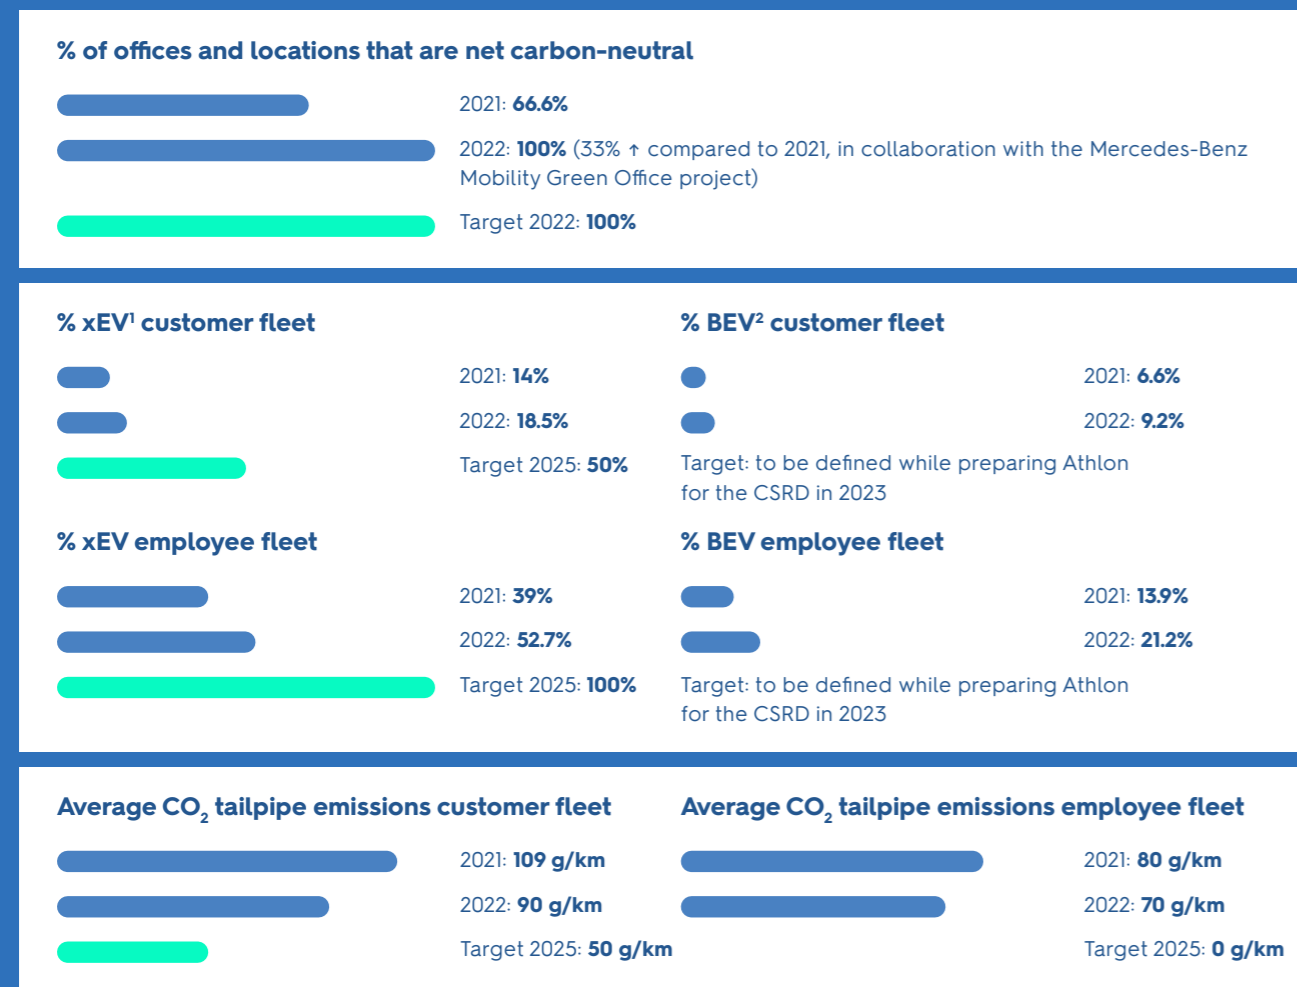 % of offices and locations that are net carbon-neutral
2021: 66.6%
2022: 100% (33% ↑ compared to 2021, in collaboration with the Mercedes-Benz
Mobility Green Office project)
Target 2022: 100%
% xEV¹ customer fleet
2021: 14%
2022: 18.5%
Target 2025: 50%
% BEV² customer fleet
2021: 6.6%
2022: 9.2%
Target: to be defined while preparing Athlon
for the CSRD in 2023
% xEV employee fleet
2021: 39%
2022: 52.7%
Target 2025: 100%
% BEV employee fleet
2021: 13.9%
2022: 21.2%
Target: to be defined while preparing Athlon
for the CSRD in 2023
Average CO₂ tailpipe emissions customer fleet
2021: 109 g/km
2022: 90 g/km
Target 2025: 50 g/km
Average CO₂ tailpipe emissions employee fleet
2021: 80 g/km
2022: 70 g/km
Target 2025: 0 g/km